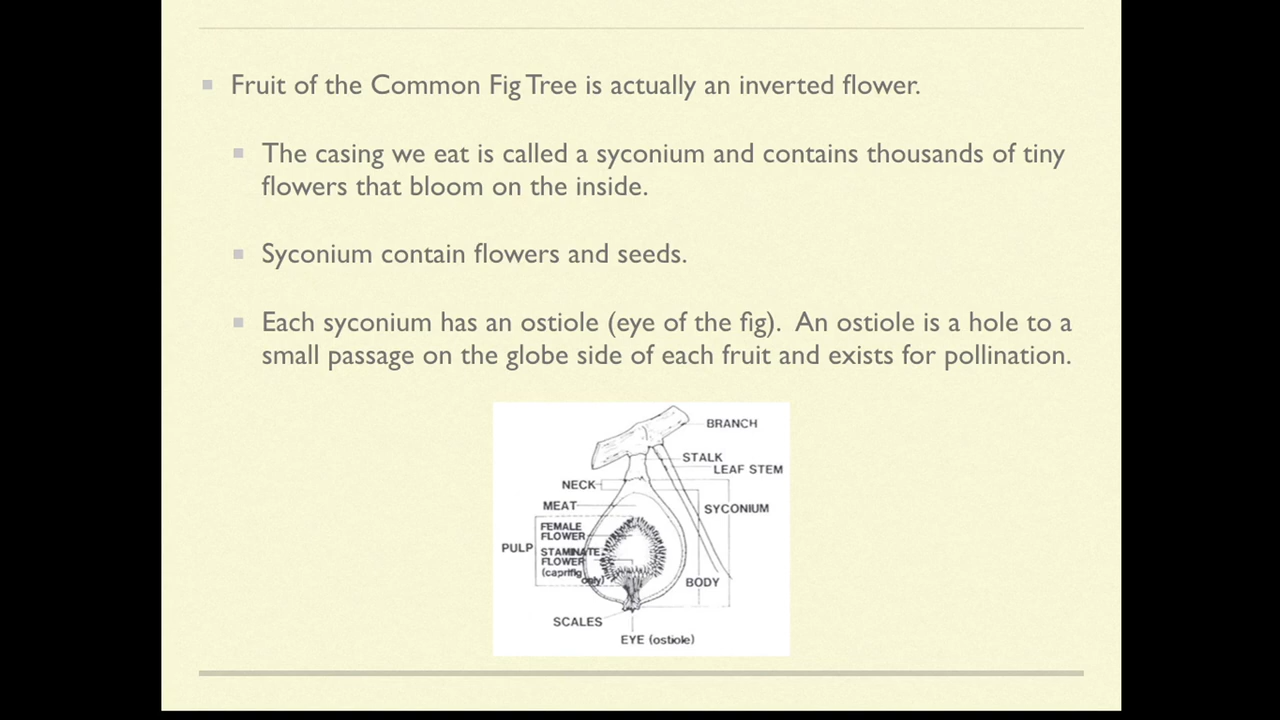 Fruit of the Common Fig Tree is actually an inverted flower.
The casing we eat is called a syconium and contains thousands of tiny
flowers that bloom on the inside.
Syconium contain flowers and seeds.
Each syconium has an ostiole (eye of the fig). An ostiole is a hole to a
small passage on the globe side of each fruit and exists for pollination.
BRANCH
STALK
LEAF STEM
NECK
MEAT
SYCONIUM
FEMALE
FLOWER
PULP
STAMINATE
FLOWER
(caprifig
only)
BODY
SCALES
EYE (ostiole)